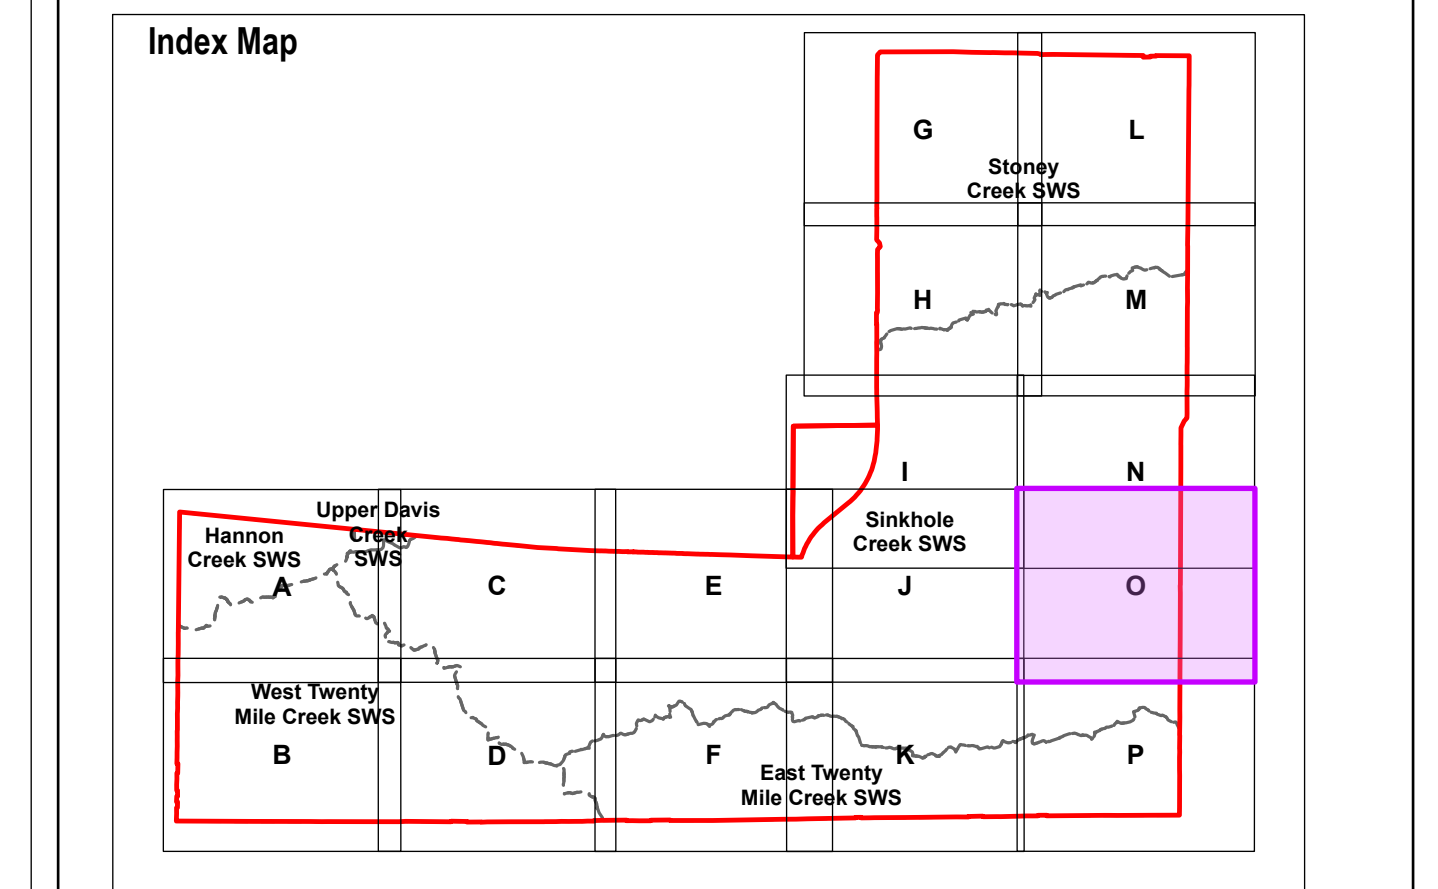 Index Map
G
L
Stoney
Creek SWS
H
M
I
N
Upper Davis
Creek
SWS
Hannon
Creek SWS
Sinkhole
Creek SWS
A
C
E
J
O
West Twenty
Mile Creek SWS
B
D
F
K
P
East Twenty
Mile Creek SWS